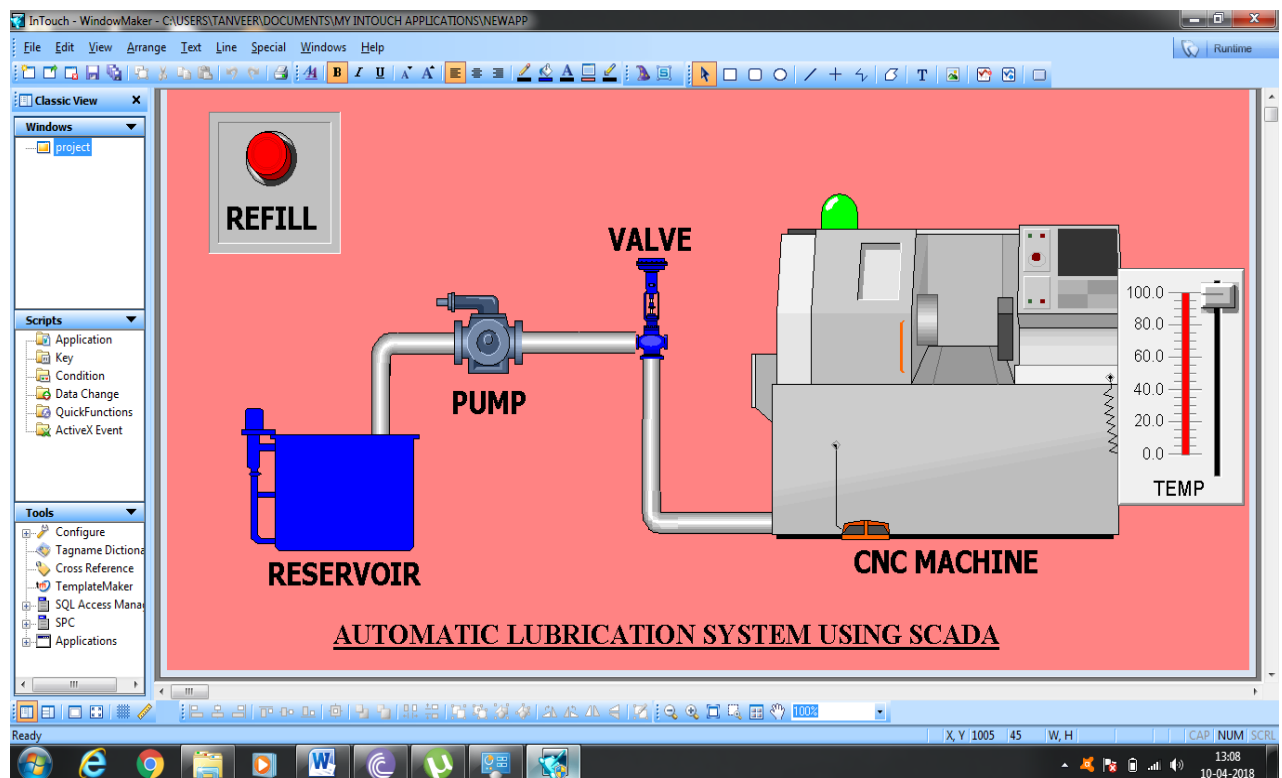 InTouch - WindowMaker - C:\USERS\TANVEER\DOCUMENTS\MY INTOUCH APPLICATIONS\NEWAPP
File Edit View Arrange Text Line Special Windows Help
Runtime
Classic View X
Windows
project
Scripts
Application
Key
Condition
Data Change
QuickFunctions
ActiveX Event
Tools
Configure
Tagname Dictiona
Cross Reference
TemplateMaker
SQL Access Mana
SPC
Applications
REFILL
VALVE
PUMP
RESERVOIR
CNC MACHINE
100.0
80.0
60.0
40.0
20.0
0.0
TEMP
AUTOMATIC LUBRICATION SYSTEM USING SCADA
100%
Ready
X, Y 1005 45 W, H
CAP NUM SCRL
13:08
10-04-2018